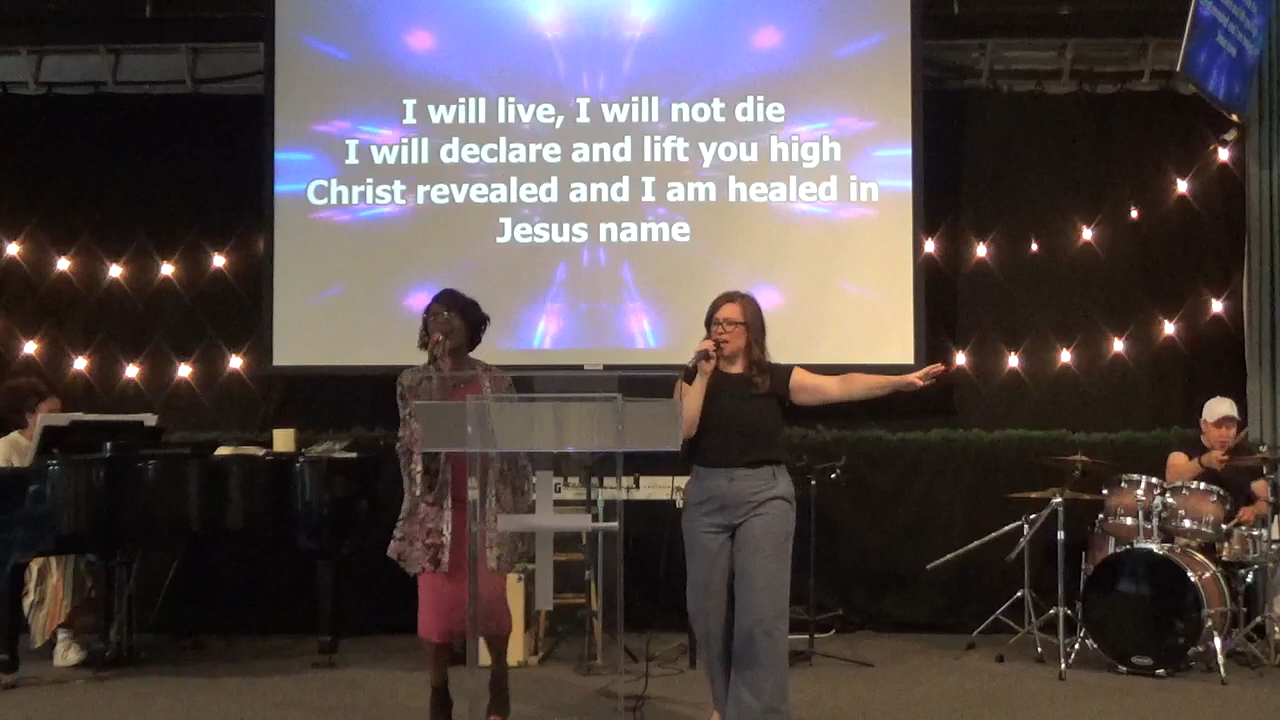 I will live, I will not die
I will declare and lift you high
Christ revealed and I am healed in
Jesus name